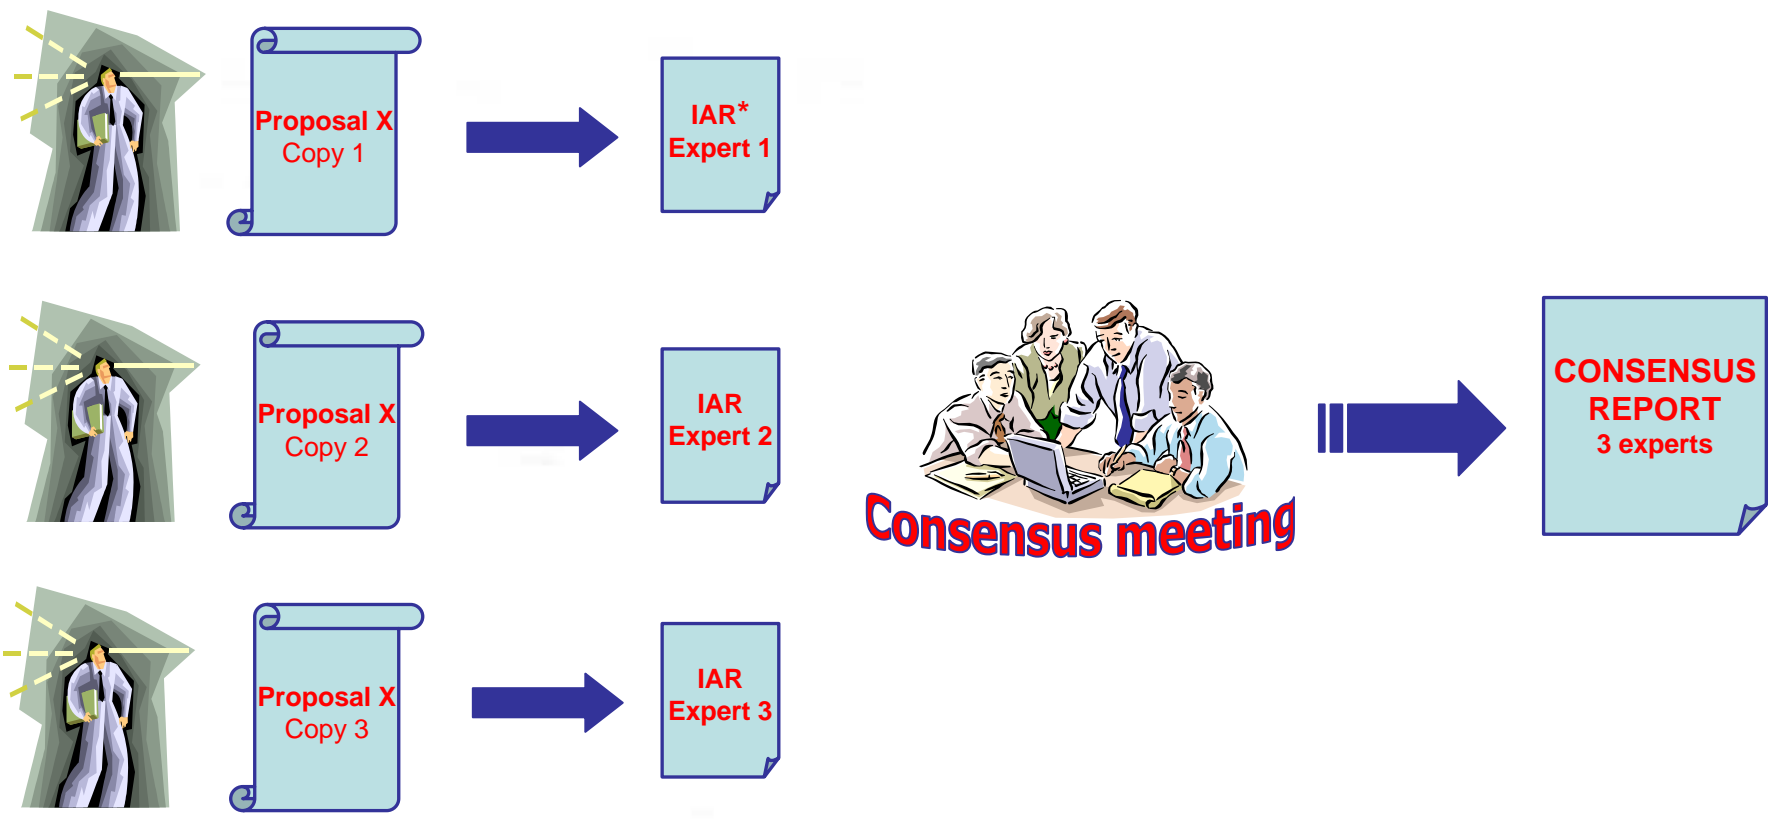 Proposal X
Copy 1
IAR*
Expert 1
Proposal X
Copy 2
IAR
Expert 2
Consensus meeting
CONSENSUS
REPORT
3 experts
Proposal X
Copy 3
IAR
Expert 3